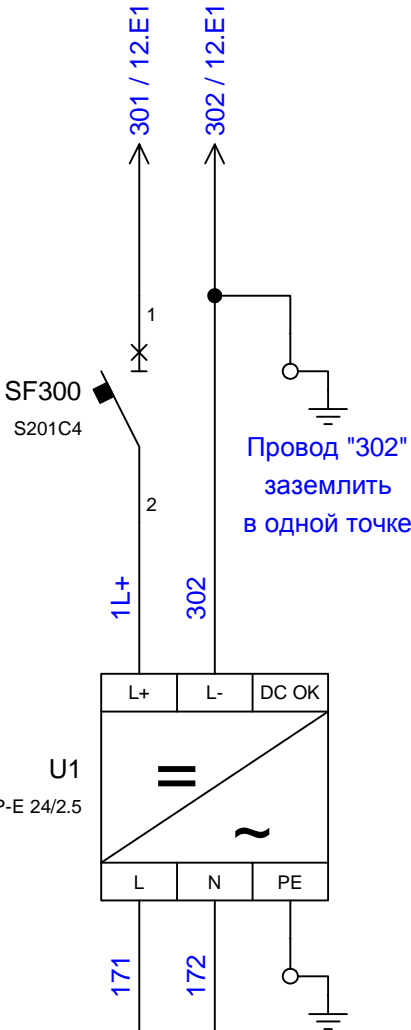 301 / 12.E1
302 / 12.E1
1
SF300
S201C4
2
Провод "302"
заземлить
в одной точке
1L+
302
L+
L-
DC OK
U1
P-E 24/2.5
=
~
L
N
PE
171
172